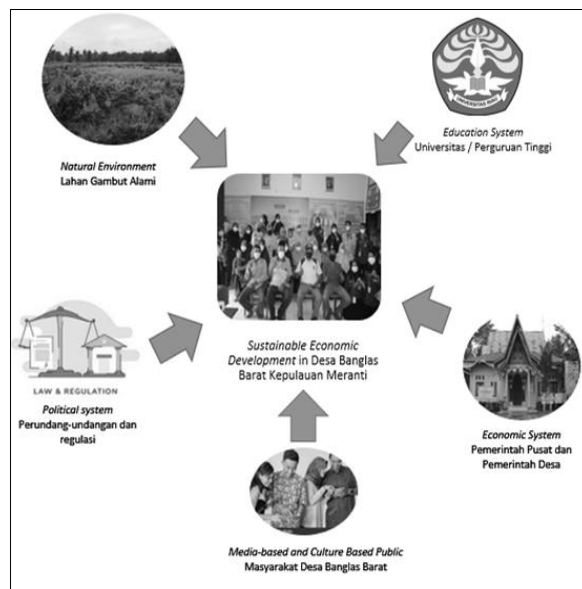 UNIVERSITAS RIAU
Education System
Universitas / Perguruan Tinggi
Natural Environment
Lahan Gambut Alami
Sustainable Economic
Development in Desa Banglas
Barat Kepulauan Meranti
LAW & REGULATION
Political system
Perundang-undangan dan
regulasi
Economic System
Pemerintah Pusat dan
Pemerintah Desa
Media-based and Culture Based Public
Masyarakat Desa Banglas Barat